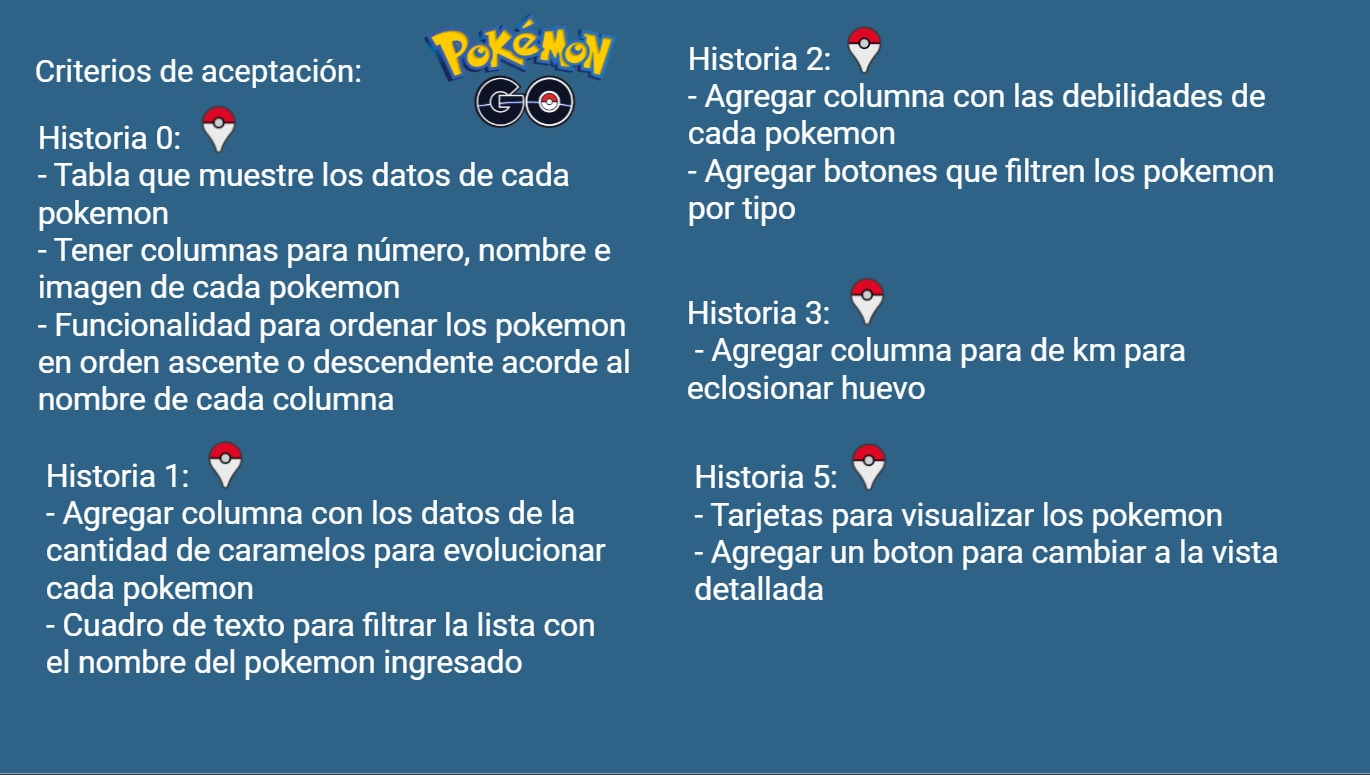 Criterios de aceptación:
POKéMON
GO
Historia 0:
- Tabla que muestre los datos de cada
pokemon
- Tener columnas para número, nombre e
imagen de cada pokemon
- Funcionalidad para ordenar los pokemon
en orden ascente o descendente acorde al
nombre de cada columna
Historia 1:
- Agregar columna con los datos de la
cantidad de caramelos para evolucionar
cada pokemon
- Cuadro de texto para filtrar la lista con
el nombre del pokemon ingresado
Historia 2:
- Agregar columna con las debilidades de
cada pokemon
- Agregar botones que filtren los pokemon
por tipo
Historia 3:
- Agregar columna para de km para
eclosionar huevo
Historia 5:
- Tarjetas para visualizar los pokemon
- Agregar un boton para cambiar a la vista
detallada